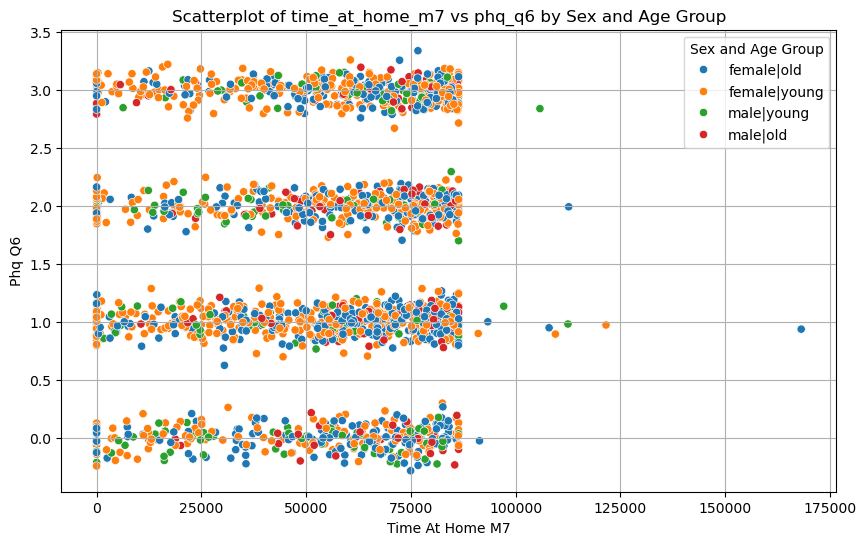 Scatterplot of time_at_home_m7 vs phq_q6 by Sex and Age Group
Sex and Age Group
female|old
female|young
male|young
male|old
Phq Q6
3.5
3.0
2.5
2.0
1.5
1.0
0.5
0.0
0 25000 50000 75000 100000 125000 150000 175000
Time At Home M7